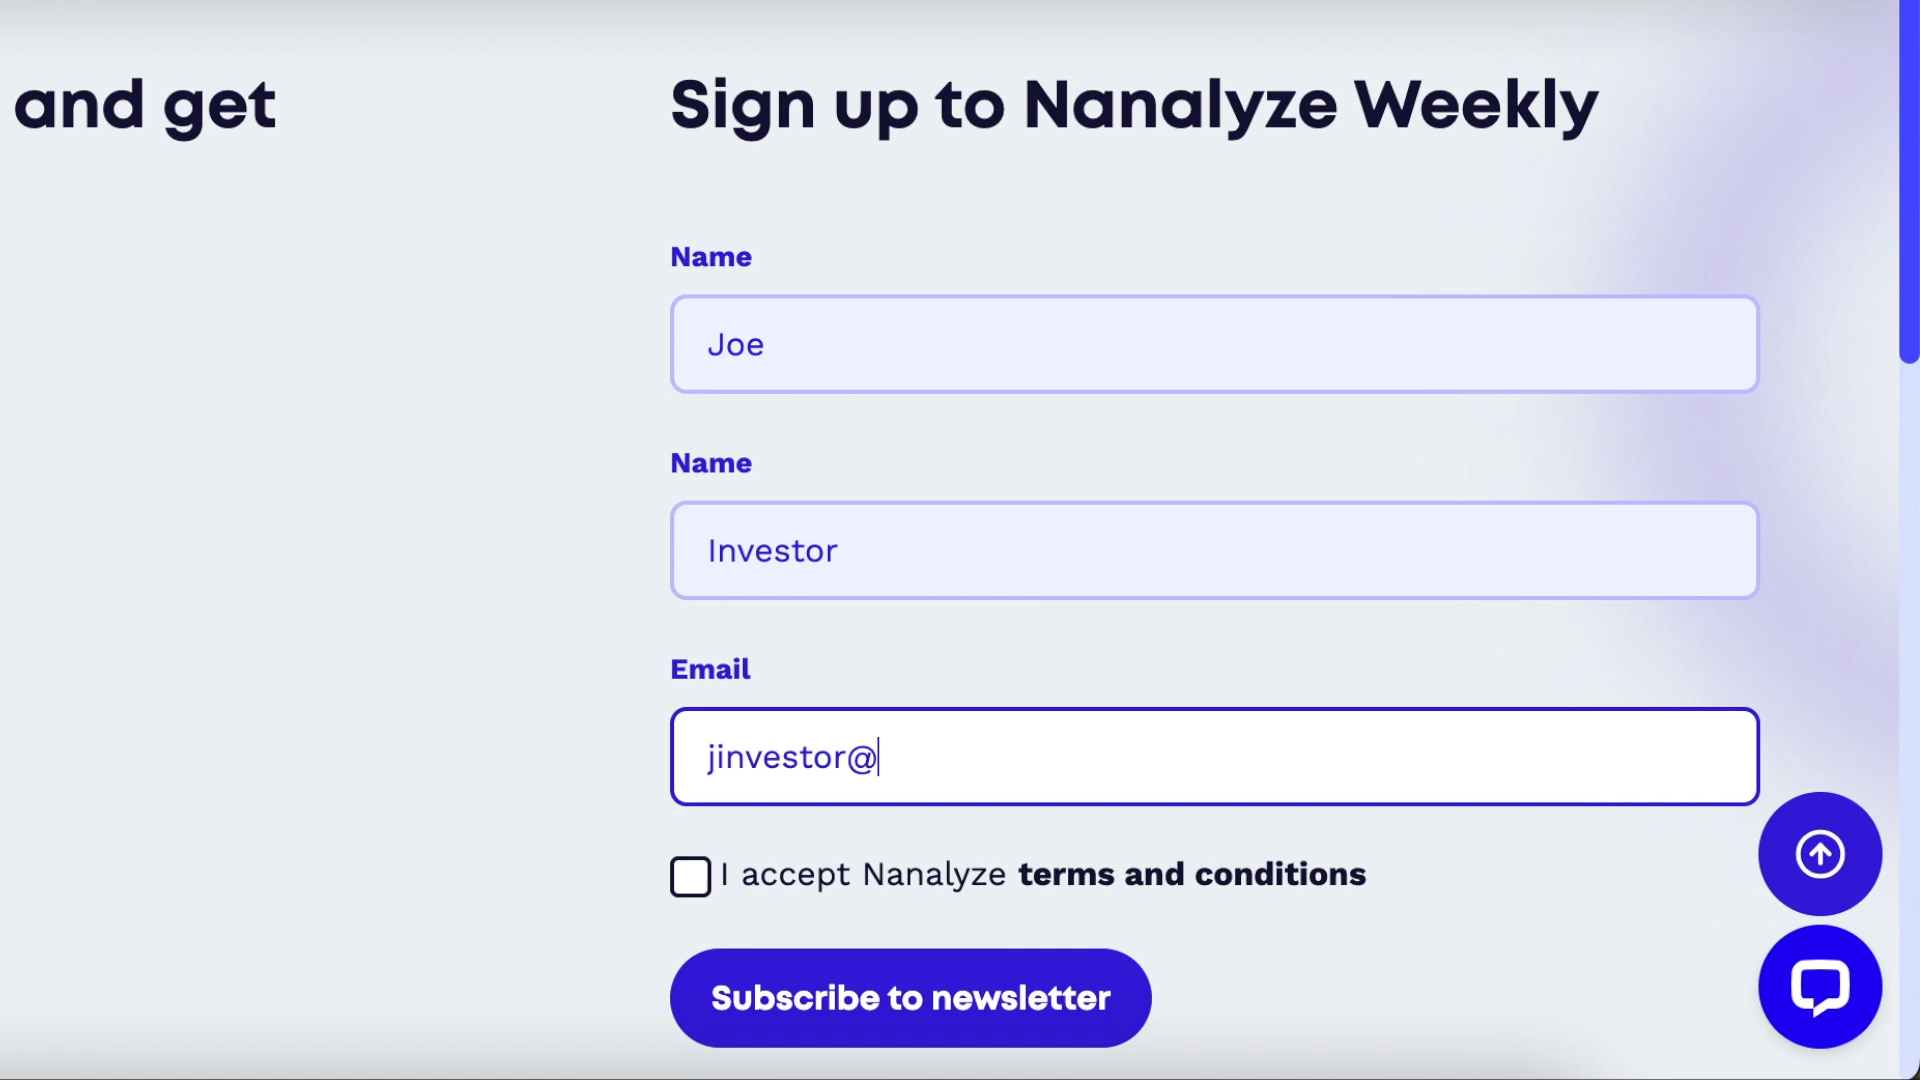 and get
Sign up to Nanalyze Weekly
Name
Joe
Name
Investor
Email
jinvestor@
I accept Nanalyze terms and conditions
Subscribe to newsletter